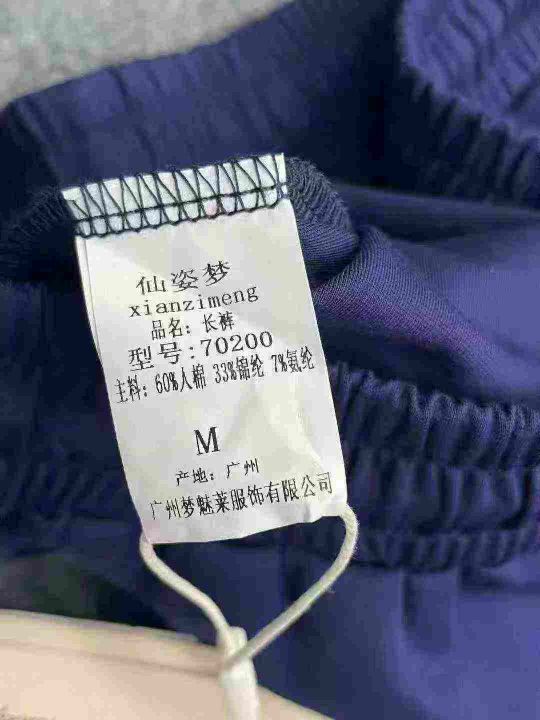 仙姿梦
xianzimeng
品名: 长裤
型号:70200
主料: 60%人棉 33%锦纶 7%氨纶
M
产地: 广州
广州梦魅莱服饰有限公司